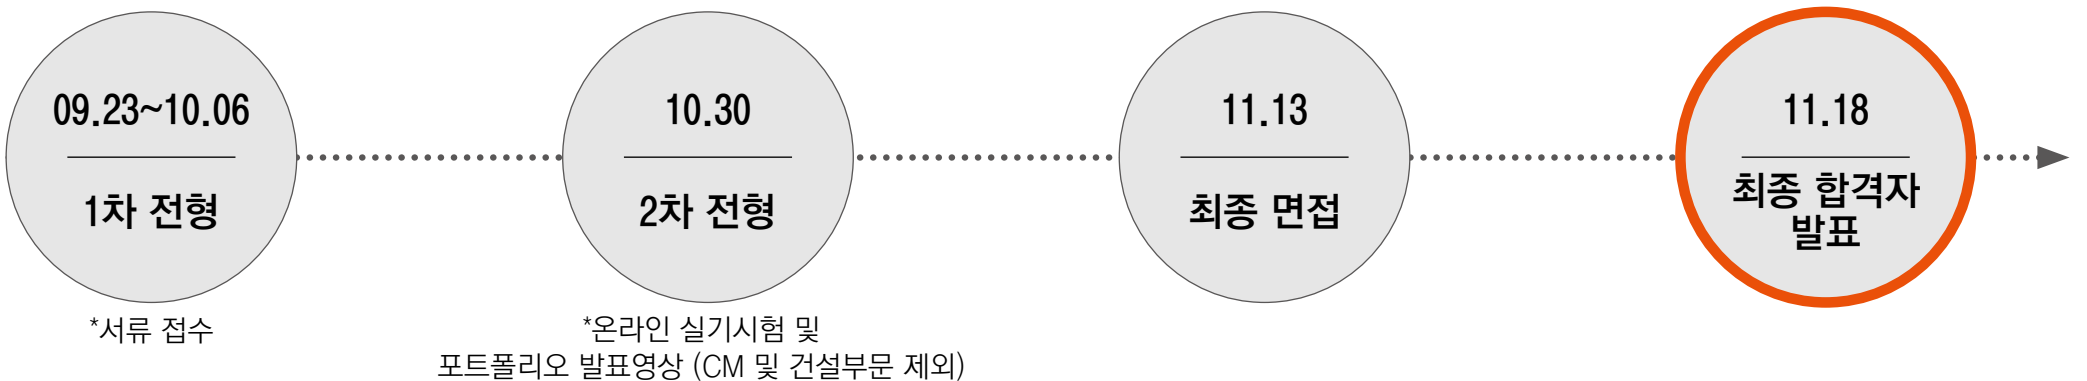 09.23~10.06
1차 전형
*서류 접수
10.30
2차 전형
*온라인 실기시험 및
포트폴리오 발표영상 (CM 및 건설부문 제외)
11.13
최종 면접
11.18
최종 합격자
발표